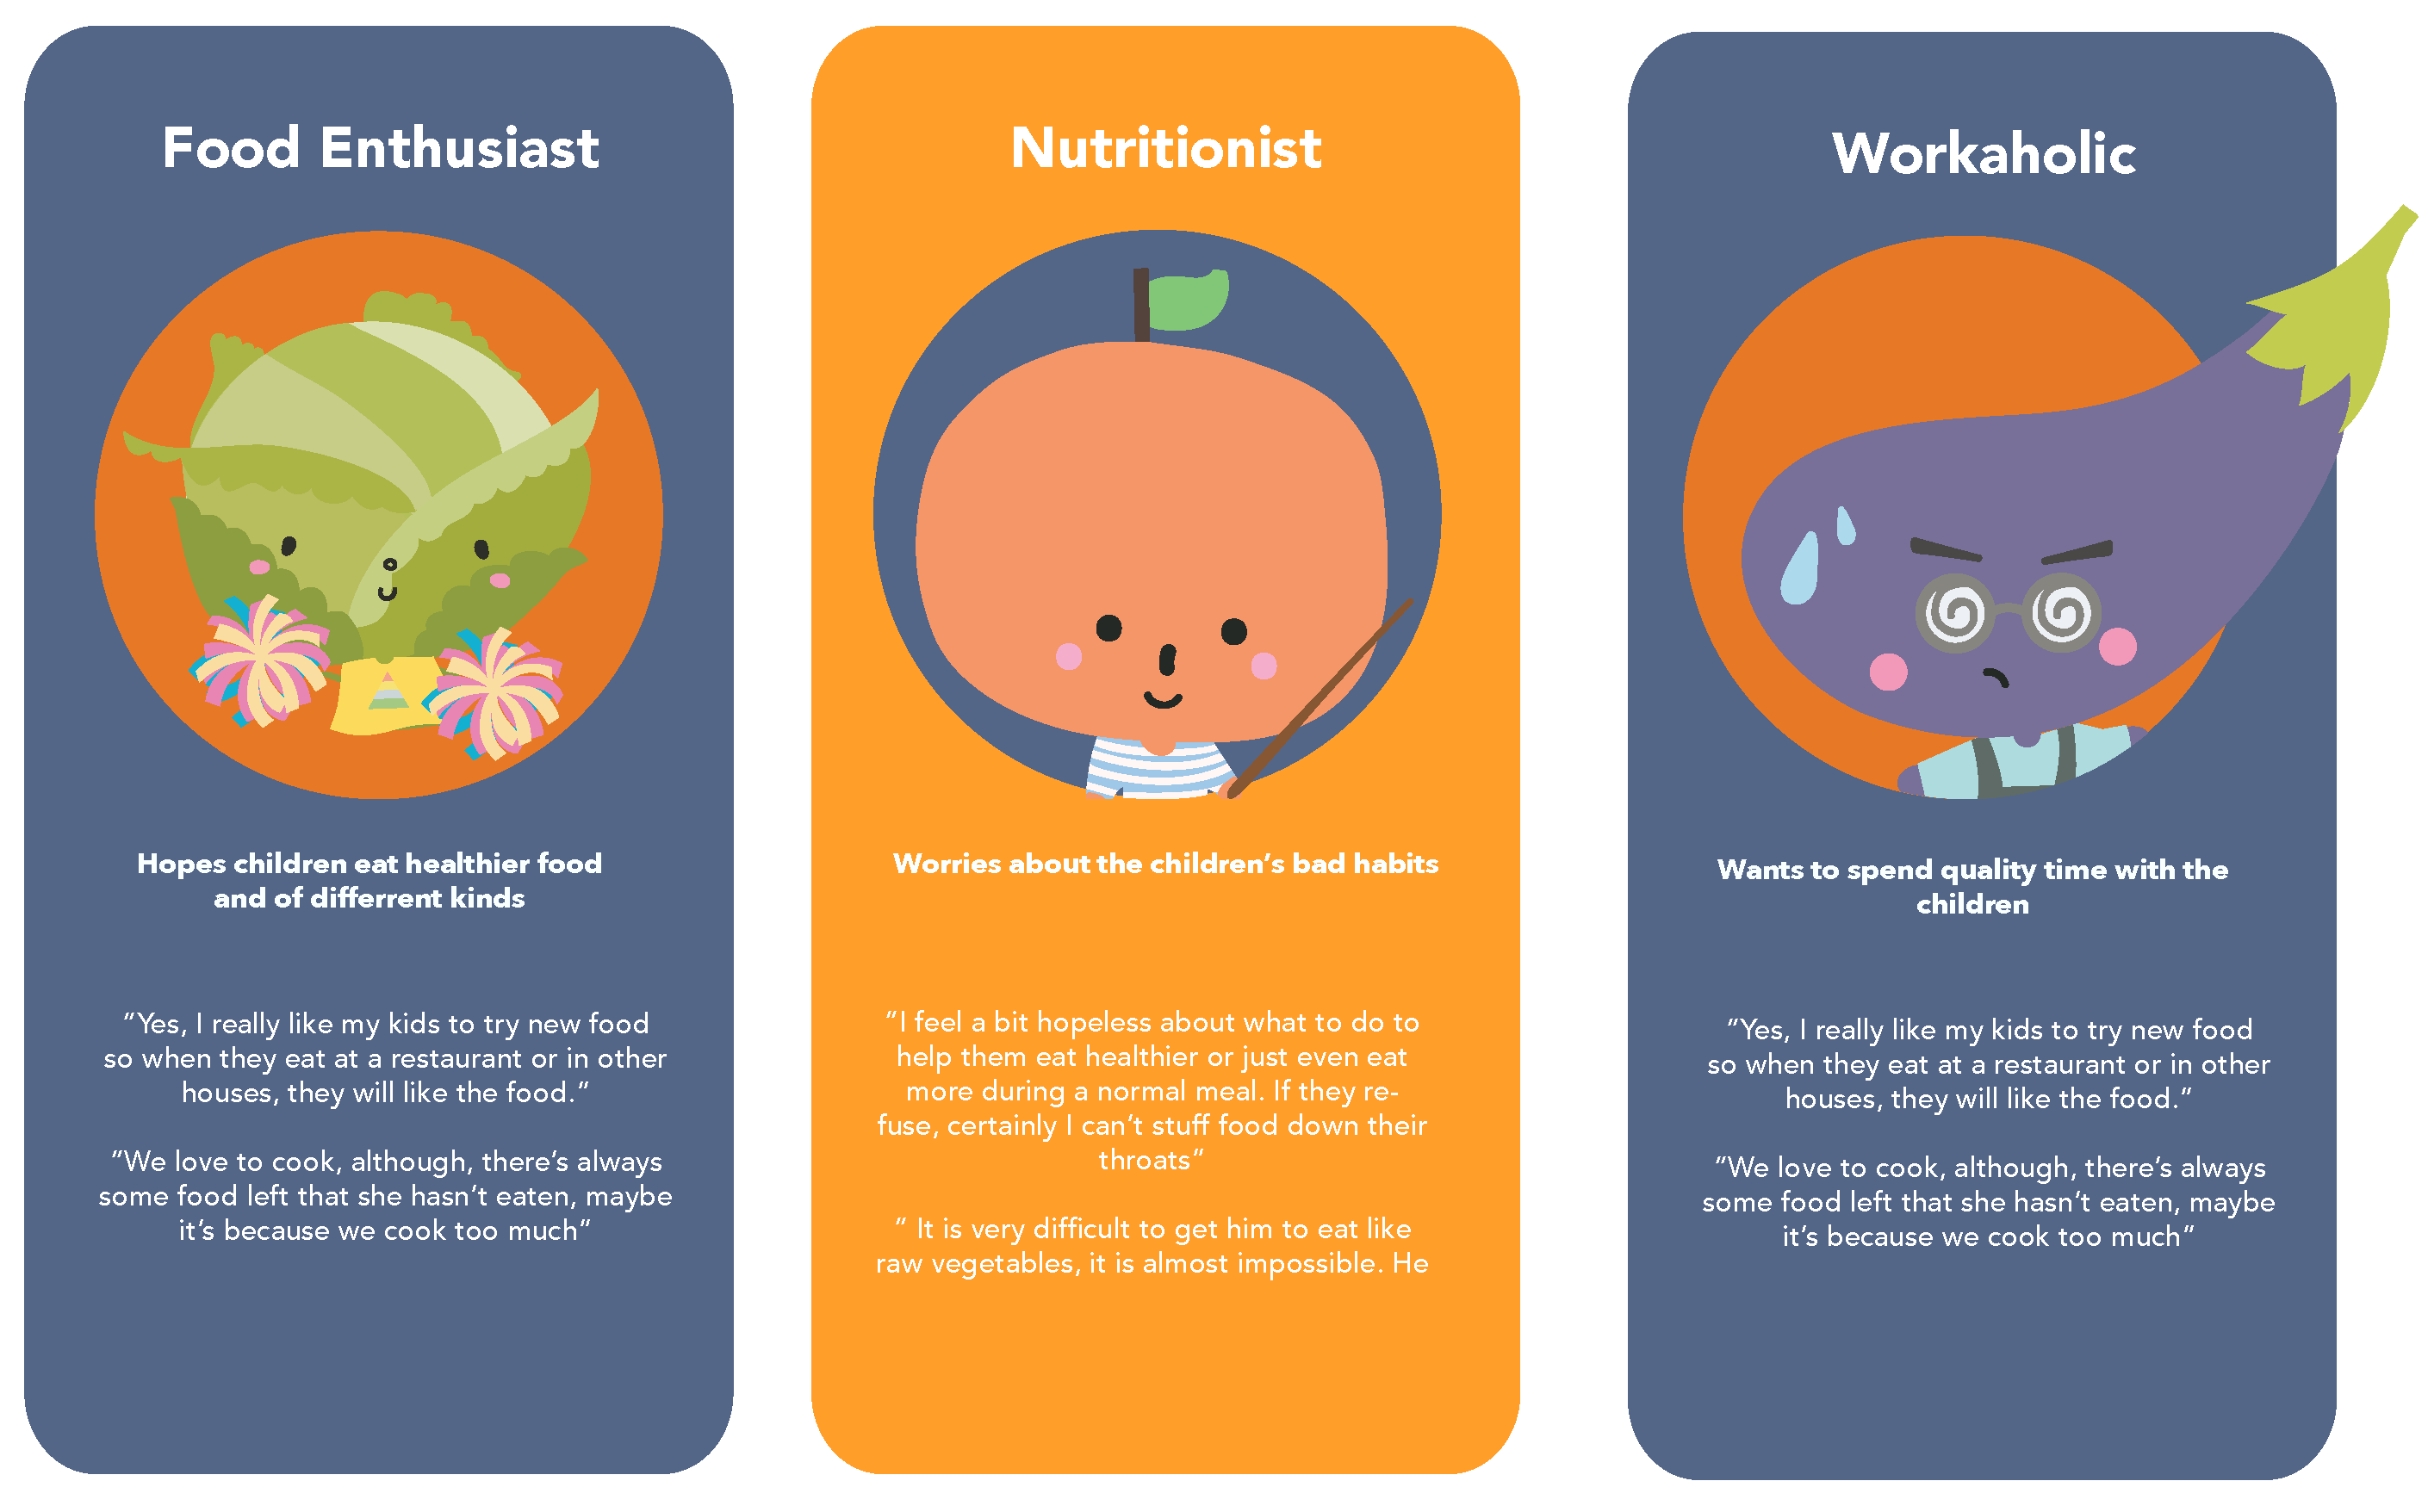 Food Enthusiast
Hopes children eat healthier food
and of differrent kinds
”Yes, I really like my kids to try new food
so when they eat at a restaurant or in other
houses, they will like the food.”
”We love to cook, although, there’s always
some food left that she hasn’t eaten, maybe
it’s because we cook too much”
Nutritionist
Worries about the children’s bad habits
”I feel a bit hopeless about what to do to
help them eat healthier or just even eat
more during a normal meal. If they re-
fuse, certainly I can’t stuff food down their
throats”
” It is very difficult to get him to eat like
raw vegetables, it is almost impossible. He
Workaholic
Wants to spend quality time with the
children
”Yes, I really like my kids to try new food
so when they eat at a restaurant or in other
houses, they will like the food.”
”We love to cook, although, there’s always
some food left that she hasn’t eaten, maybe
it’s because we cook too much”